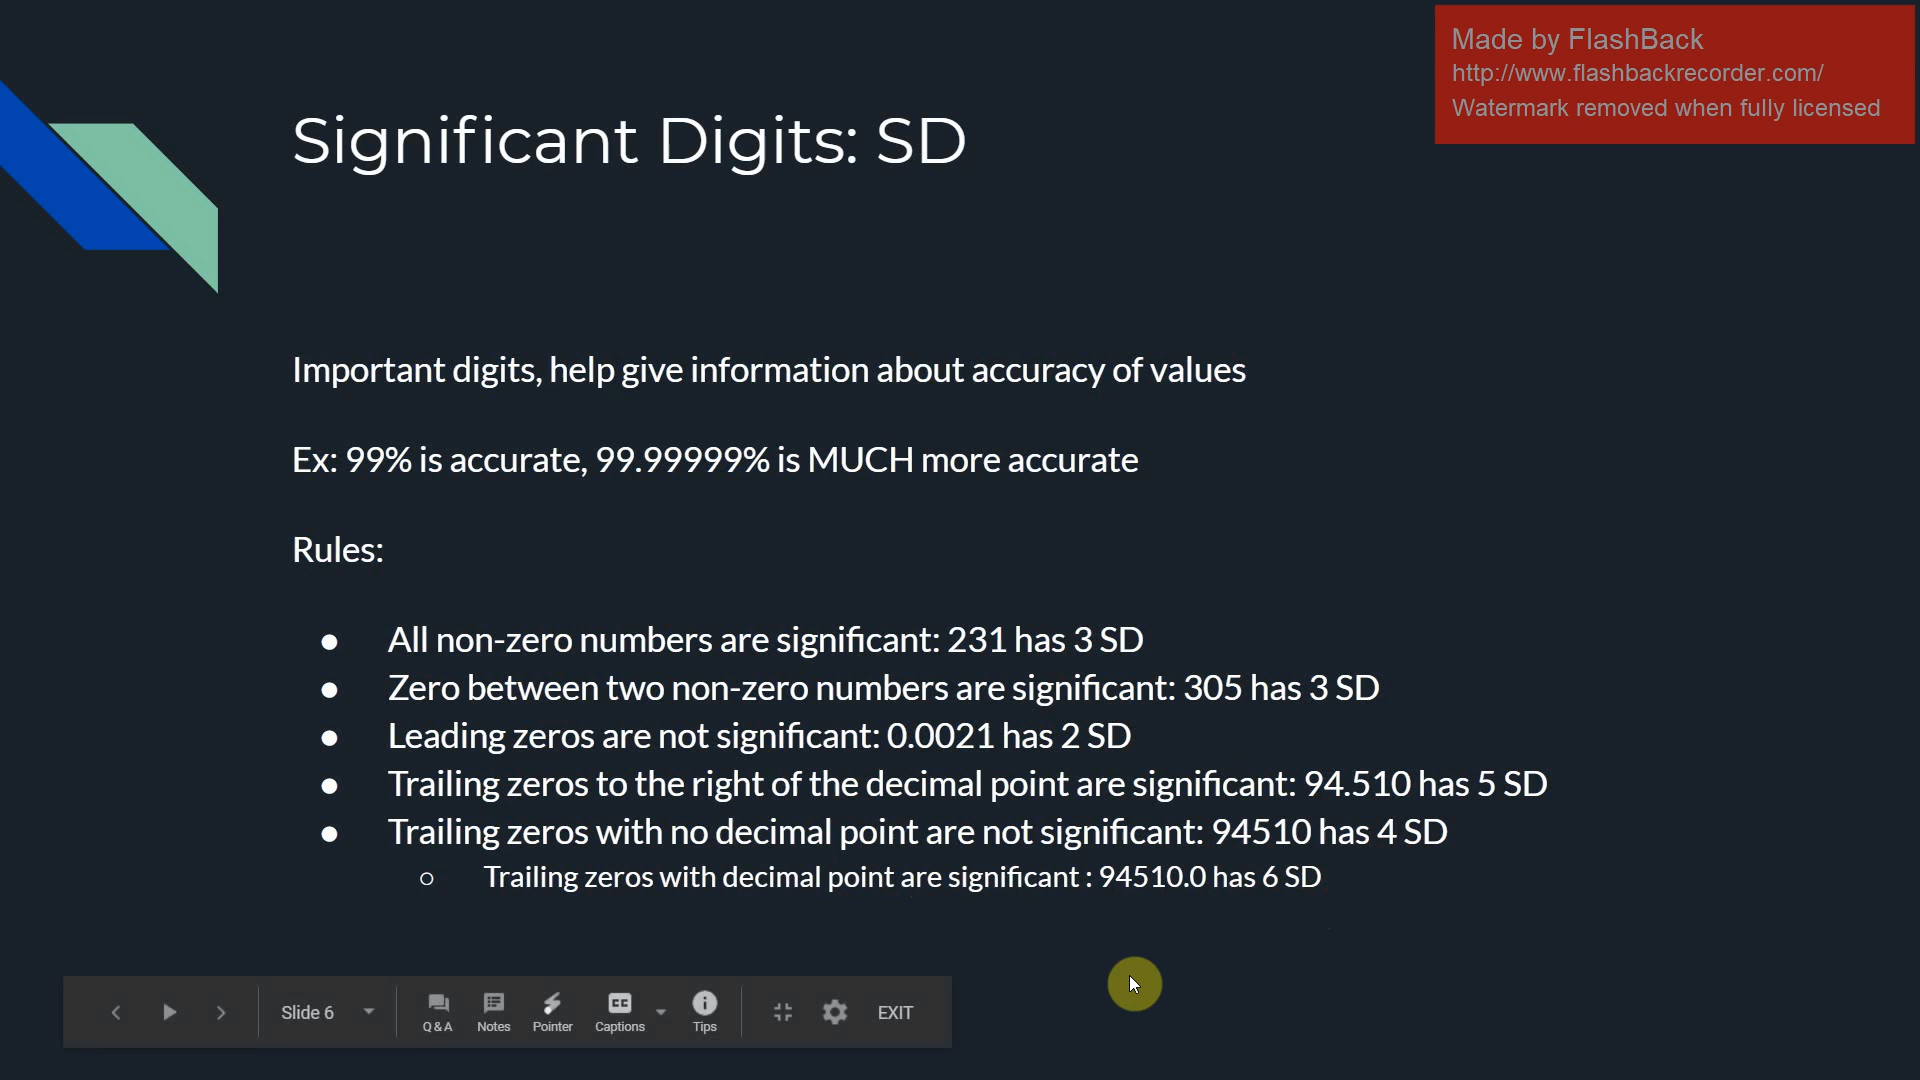 Made by FlashBack
http://www.flashbackrecorder.com/
Watermark removed when fully licensed
Significant Digits: SD
Important digits, help give information about accuracy of values
Ex: 99% is accurate, 99.99999% is MUCH more accurate
Rules:
● All non-zero numbers are significant: 231 has 3 SD
● Zero between two non-zero numbers are significant: 305 has 3 SD
● Leading zeros are not significant: 0.0021 has 2 SD
● Trailing zeros to the right of the decimal point are significant: 94.510 has 5 SD
● Trailing zeros with no decimal point are not significant: 94510 has 4 SD
○ Trailing zeros with decimal point are significant : 94510.0 has 6 SD
Slide 6
Q&A Notes Pointer CC Captions Tips EXIT